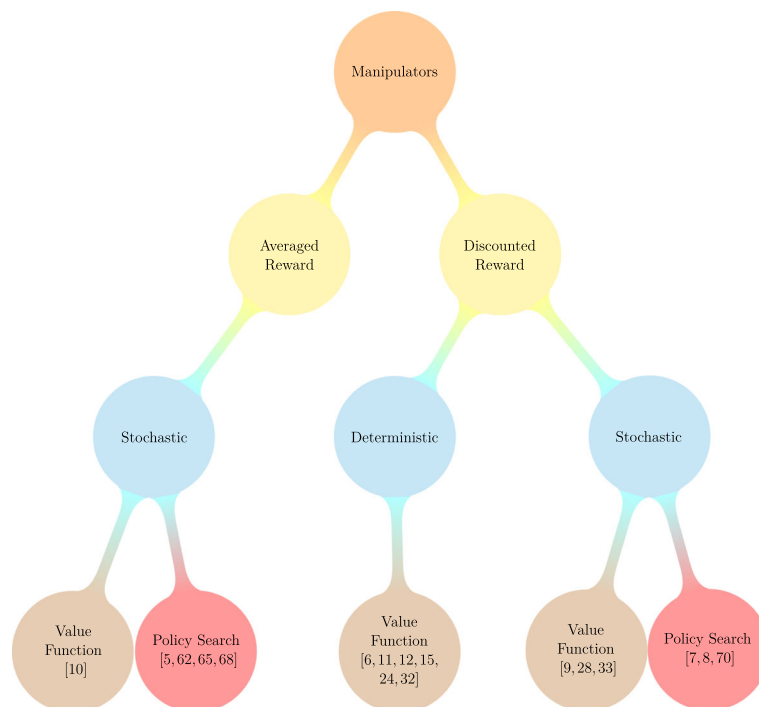 Manipulators
Averaged
Reward
Discounted
Reward
Stochastic
Deterministic
Stochastic
Value
Function
[10]
Policy Search
[5, 62, 65, 68]
Value
Function
[6, 11, 12, 15,
24, 32]
Value
Function
[9, 28, 33]
Policy Search
[7, 8, 70]